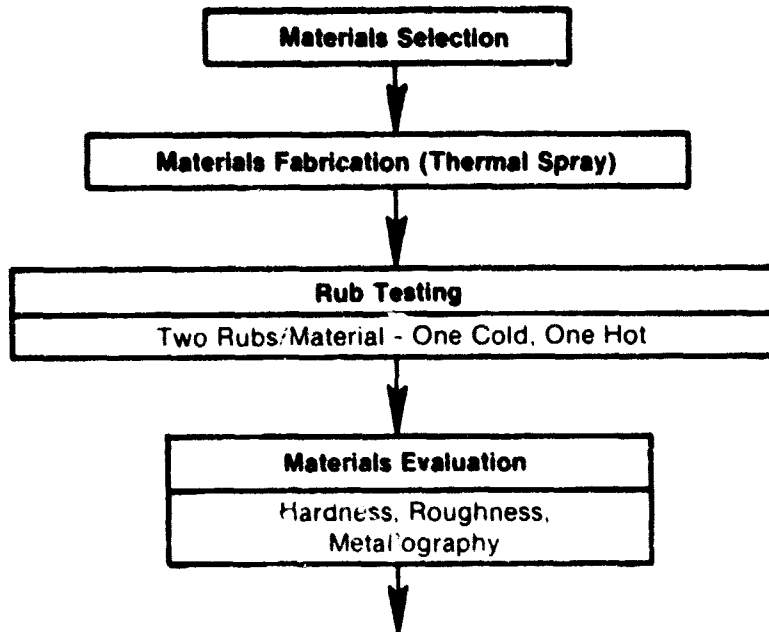 Materials Selection
Materials Fabrication (Thermal Spray)
Rub Testing
Two Rubs/Material - One Cold, One Hot
Materials Evaluation
Hardness, Roughness,
Metallography